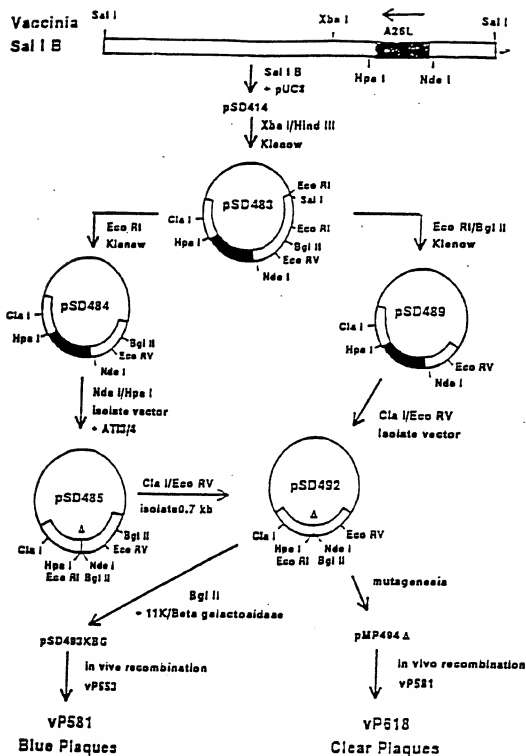 Vaccinia
Sal I B
Sal I
Xba I
A26L
Sal I
Hpa I
Nde I
Sal I B
+ pUC8
pSD414
Xba I/Hind III
Klenow
pSD483
Eco RI
Sal I
Cla I
Hpa I
Eco RI
Bgl II
Eco RV
Nde I
Eco RI
Klenow
Eco RI/Bgl II
Klenow
pSD484
Cla I
Hpa I
Bgl II
Eco RV
Nde I
pSD489
Cla I
Hpa I
Eco RV
Nde I
Nde I/Hpa I
isolate vector
+ ATI3/4
Cla I/Eco RV
Isolate vector
pSD485
Δ
Cla I
Bgl II
Eco RV
Hpa I
Nde I
Eco RI
Bgl II
Cla I/Eco RV
isolate0.7 kb
pSD492
Δ
Cla I
Eco RV
Hpa I
Nde I
Eco RI
Bgl II
Bgl II
+ 11K/Beta galactosidase
mutagenesis
pSD493KBG
pMP494Δ
in vivo recombination
vP553
in vivo recombination
vP581
vP581
Blue Plaques
vP618
Clear Plaques